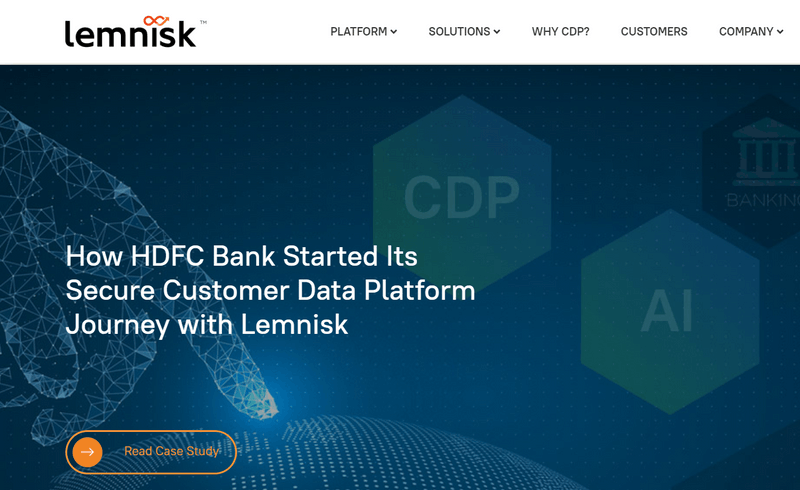 lemnisk™
PLATFORM
SOLUTIONS
WHY CDP?
CUSTOMERS
COMPANY
CDP
BANKING
AI
How HDFC Bank Started Its
Secure Customer Data Platform
Journey with Lemnisk
Read Case Study